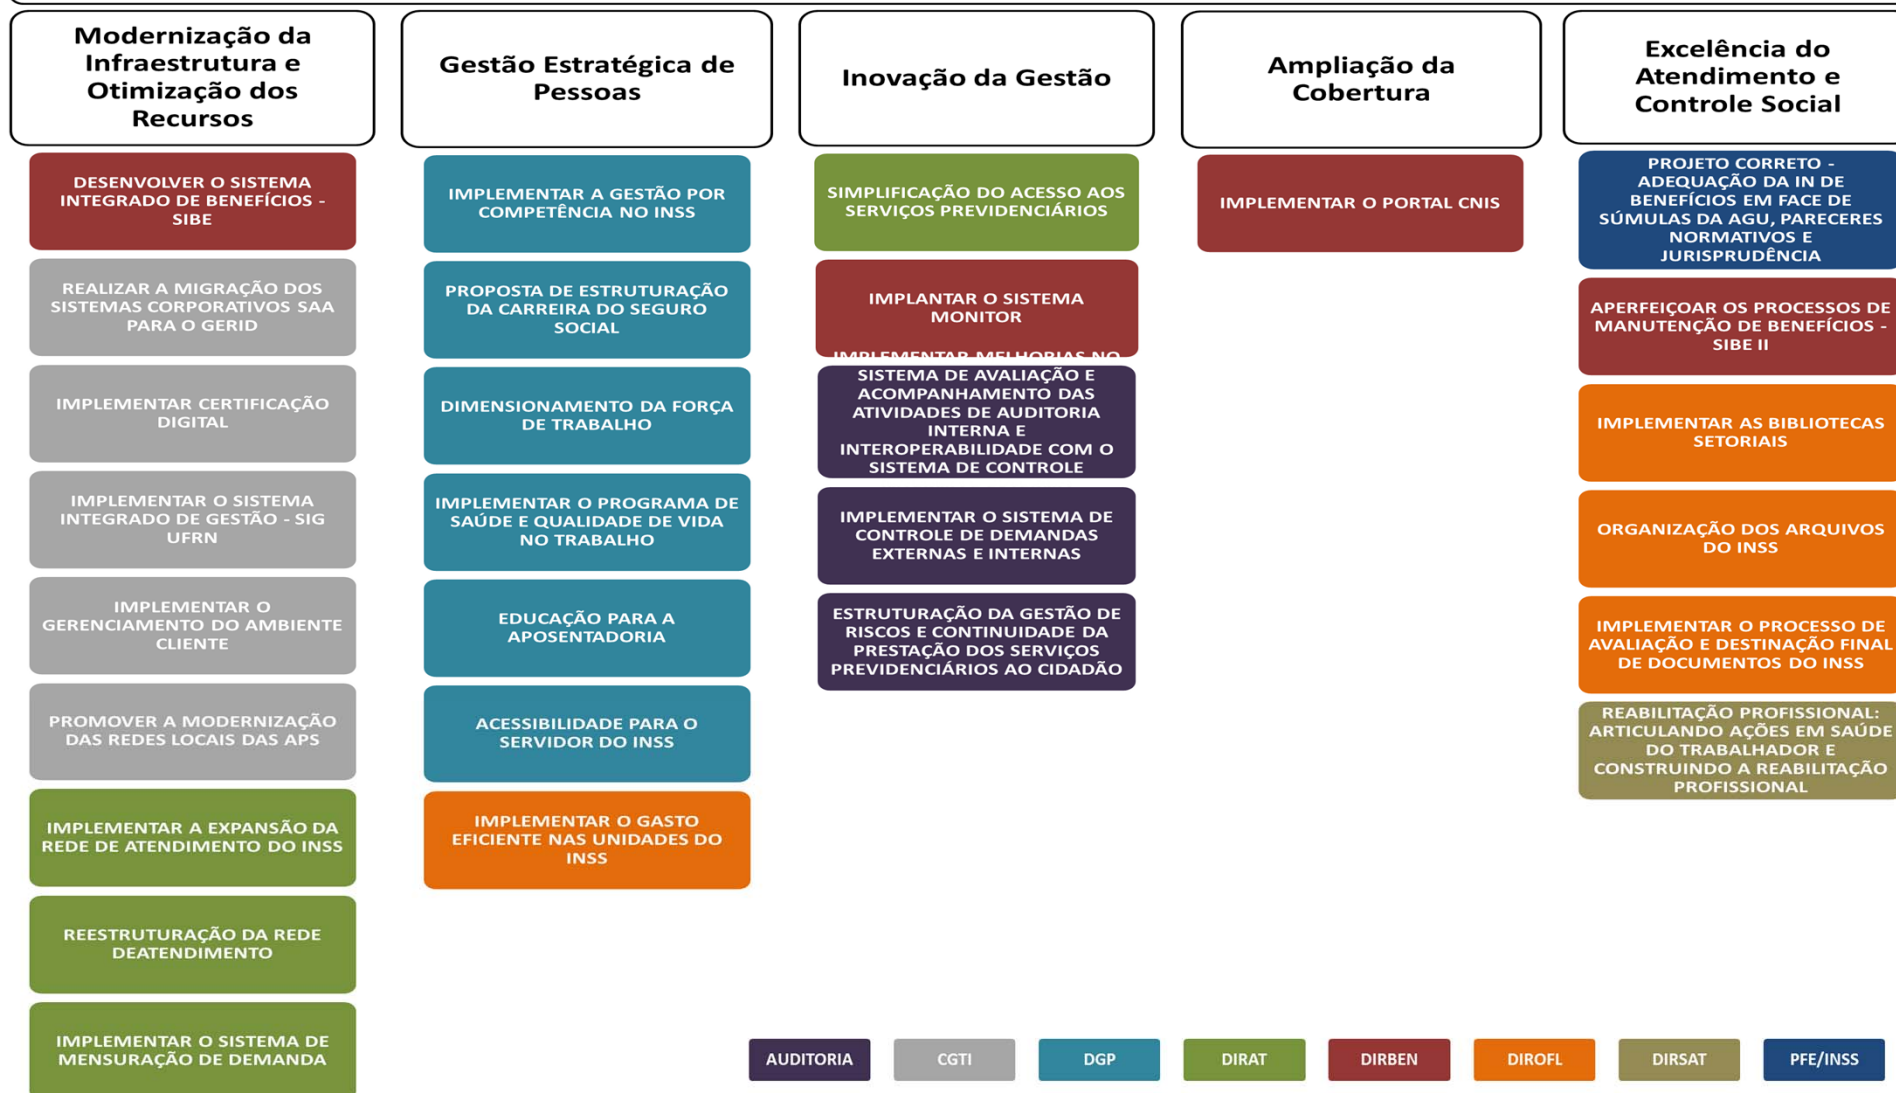 Modernização da
Infraestrutura e
Otimização dos
Recursos
DESENVOLVER O SISTEMA
INTEGRADO DE BENEFÍCIOS -
SIBE
REALIZAR A MIGRAÇÃO DOS
SISTEMAS CORPORATIVOS SAA
PARA O GERID
IMPLEMENTAR CERTIFICAÇÃO
DIGITAL
IMPLEMENTAR O SISTEMA
INTEGRADO DE GESTÃO - SIG
UFRN
IMPLEMENTAR O
GERENCIAMENTO DO AMBIENTE
CLIENTE
PROMOVER A MODERNIZAÇÃO
DAS REDES LOCAIS DAS APS
IMPLEMENTAR A EXPANSÃO DA
REDE DE ATENDIMENTO DO INSS
REESTRUTURAÇÃO DA REDE
DEATENDIMENTO
IMPLEMENTAR O SISTEMA DE
MENSURAÇÃO DE DEMANDA
Gestão Estratégica de
Pessoas
IMPLEMENTAR A GESTÃO POR
COMPETÊNCIA NO INSS
PROPOSTA DE ESTRUTURAÇÃO
DA CARREIRA DO SEGURO
SOCIAL
DIMENSIONAMENTO DA FORÇA
DE TRABALHO
IMPLEMENTAR O PROGRAMA DE
SAÚDE E QUALIDADE DE VIDA
NO TRABALHO
EDUCAÇÃO PARA A
APOSENTADORIA
ACESSIBILIDADE PARA O
SERVIDOR DO INSS
IMPLEMENTAR O GASTO
EFICIENTE NAS UNIDADES DO
INSS
Inovação da Gestão
SIMPLIFICAÇÃO DO ACESSO AOS
SERVIÇOS PREVIDENCIÁRIOS
IMPLANTAR O SISTEMA
MONITOR
IMPLEMENTAR MELHORIAS NO
SISTEMA DE AVALIAÇÃO E
ACOMPANHAMENTO DAS
ATIVIDADES DE AUDITORIA
INTERNA E
INTEROPERABILIDADE COM O
SISTEMA DE CONTROLE
IMPLEMENTAR O SISTEMA DE
CONTROLE DE DEMANDAS
EXTERNAS E INTERNAS
ESTRUTURAÇÃO DA GESTÃO DE
RISCOS E CONTINUIDADE DA
PRESTAÇÃO DOS SERVIÇOS
PREVIDENCIÁRIOS AO CIDADÃO
Ampliação da
Cobertura
IMPLEMENTAR O PORTAL CNIS
Excelência do
Atendimento e
Controle Social
PROJETO CORRETO -
ADEQUAÇÃO DA IN DE
BENEFÍCIOS EM FACE DE
SÚMULAS DA AGU, PARECERES
NORMATIVOS E
JURISPRUDÊNCIA
APERFEIÇOAR OS PROCESSOS DE
MANUTENÇÃO DE BENEFÍCIOS -
SIBE II
IMPLEMENTAR AS BIBLIOTECAS
SETORIAIS
ORGANIZAÇÃO DOS ARQUIVOS
DO INSS
IMPLEMENTAR O PROCESSO DE
AVALIAÇÃO E DESTINAÇÃO FINAL
DE DOCUMENTOS DO INSS
REABILITAÇÃO PROFISSIONAL:
ARTICULANDO AÇÕES EM SAÚDE
DO TRABALHADOR E
CONSTRUINDO A REABILITAÇÃO
PROFISSIONAL
AUDITORIA
CGTI
DGP
DIRAT
DIRBEN
DIROFL
DIRSAT
PFE/INSS